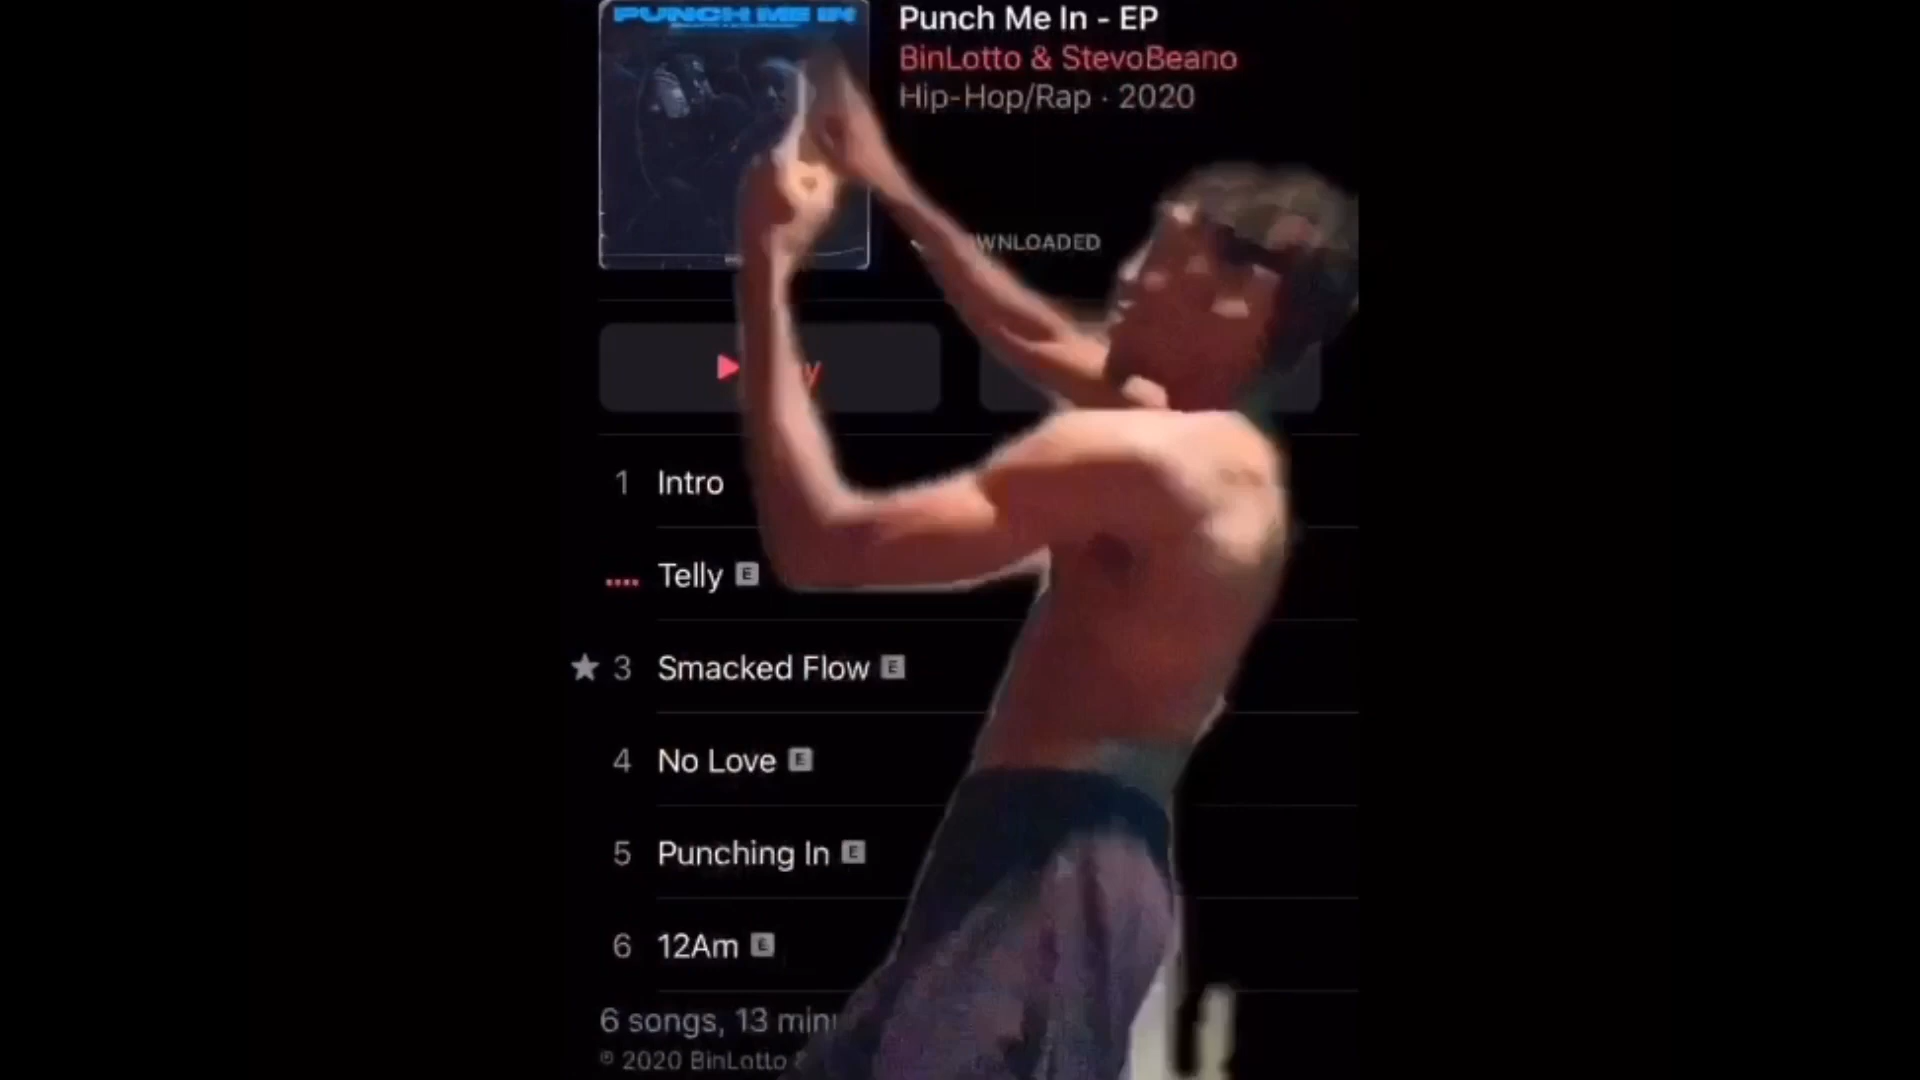 PUNCH ME IN
Punch Me In - EP
BinLotto & StevoBeano
Hip-Hop/Rap · 2020
WNLOADED
1 Intro
Telly E
3 Smacked Flow E
4 No Love E
5 Punching In E
6 12Am E
6 songs, 13 min
℗ 2020 BinLotto